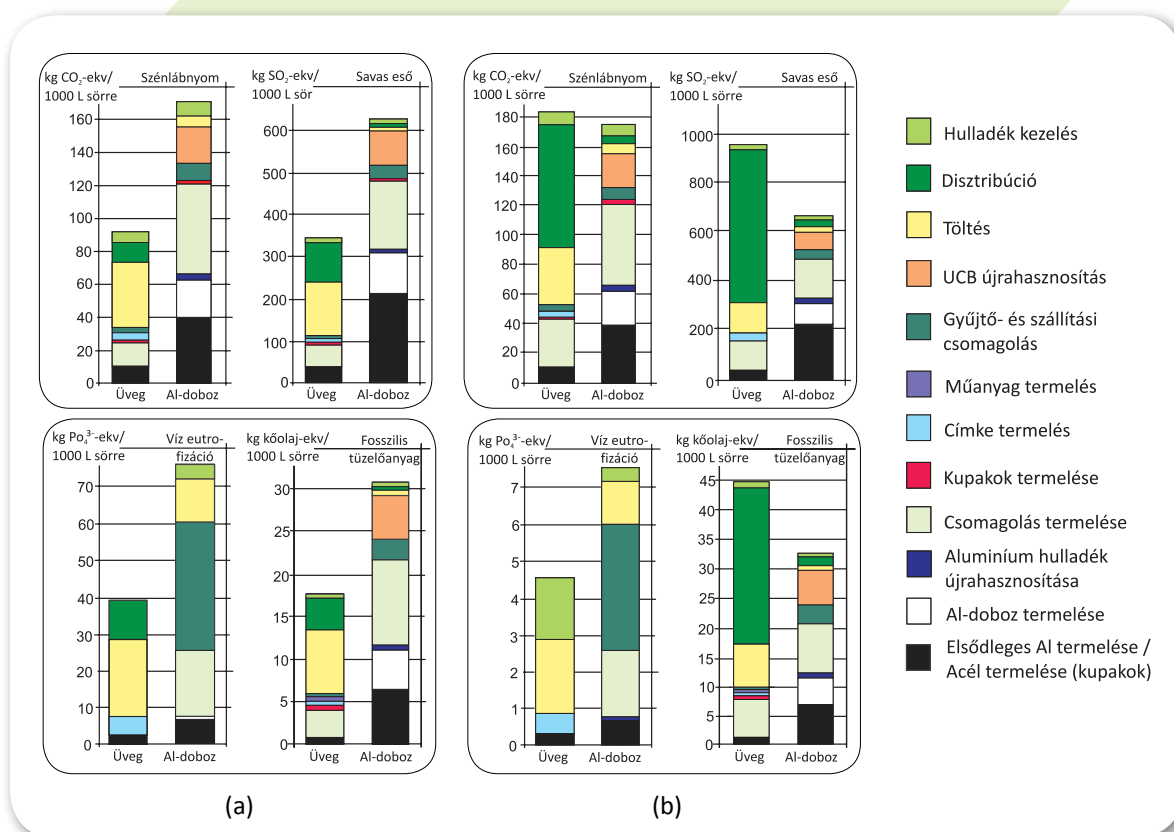 kg CO₂-ekv/
1000 L sörre
Szénlábnyom
160
140
120
100
80
60
40
20
0
Üveg
Al-doboz
kg SO₂-ekv/
1000 L sör
Savas eső
600
500
400
300
200
100
0
Üveg
Al-doboz
kg Po₄³⁻-ekv/
1000 L sörre
Víz eutro-
fizáció
70
60
50
40
30
20
10
0
Üveg
Al-doboz
kg kőolaj-ekv/
1000 L sörre
Fosszilis
tüzelőanyag
30
25
20
15
10
5
0
Üveg
Al-doboz
(a)
kg CO₂-ekv/
1000 L sörre
Szénlábnyom
180
160
140
120
100
80
60
40
20
0
Üveg
Al-doboz
kg SO₂-ekv/
1000 L sörre
Savas eső
1000
800
600
400
200
0
Üveg
Al-doboz
kg Po₄³⁻-ekv/
1000 L sörre
Víz eutro-
fizáció
7
6
5
4
3
2
1
0
Üveg
Al-doboz
kg kőolaj-ekv/
1000 L sörre
Fosszilis
tüzelőanyag
45
40
35
30
25
20
15
10
5
0
Üveg
Al-doboz
(b)
Hulladék kezelés
Disztribúció
Töltés
UCB újrahasznosítás
Gyűjtő- és szállítási
csomagolás
Műanyag termelés
Címke termelés
Kupakok termelése
Csomagolás termelése
Alumínium hulladék
újrahasznosítása
Al-doboz termelése
Elsődleges Al termelése /
Acél termelése (kupakok)